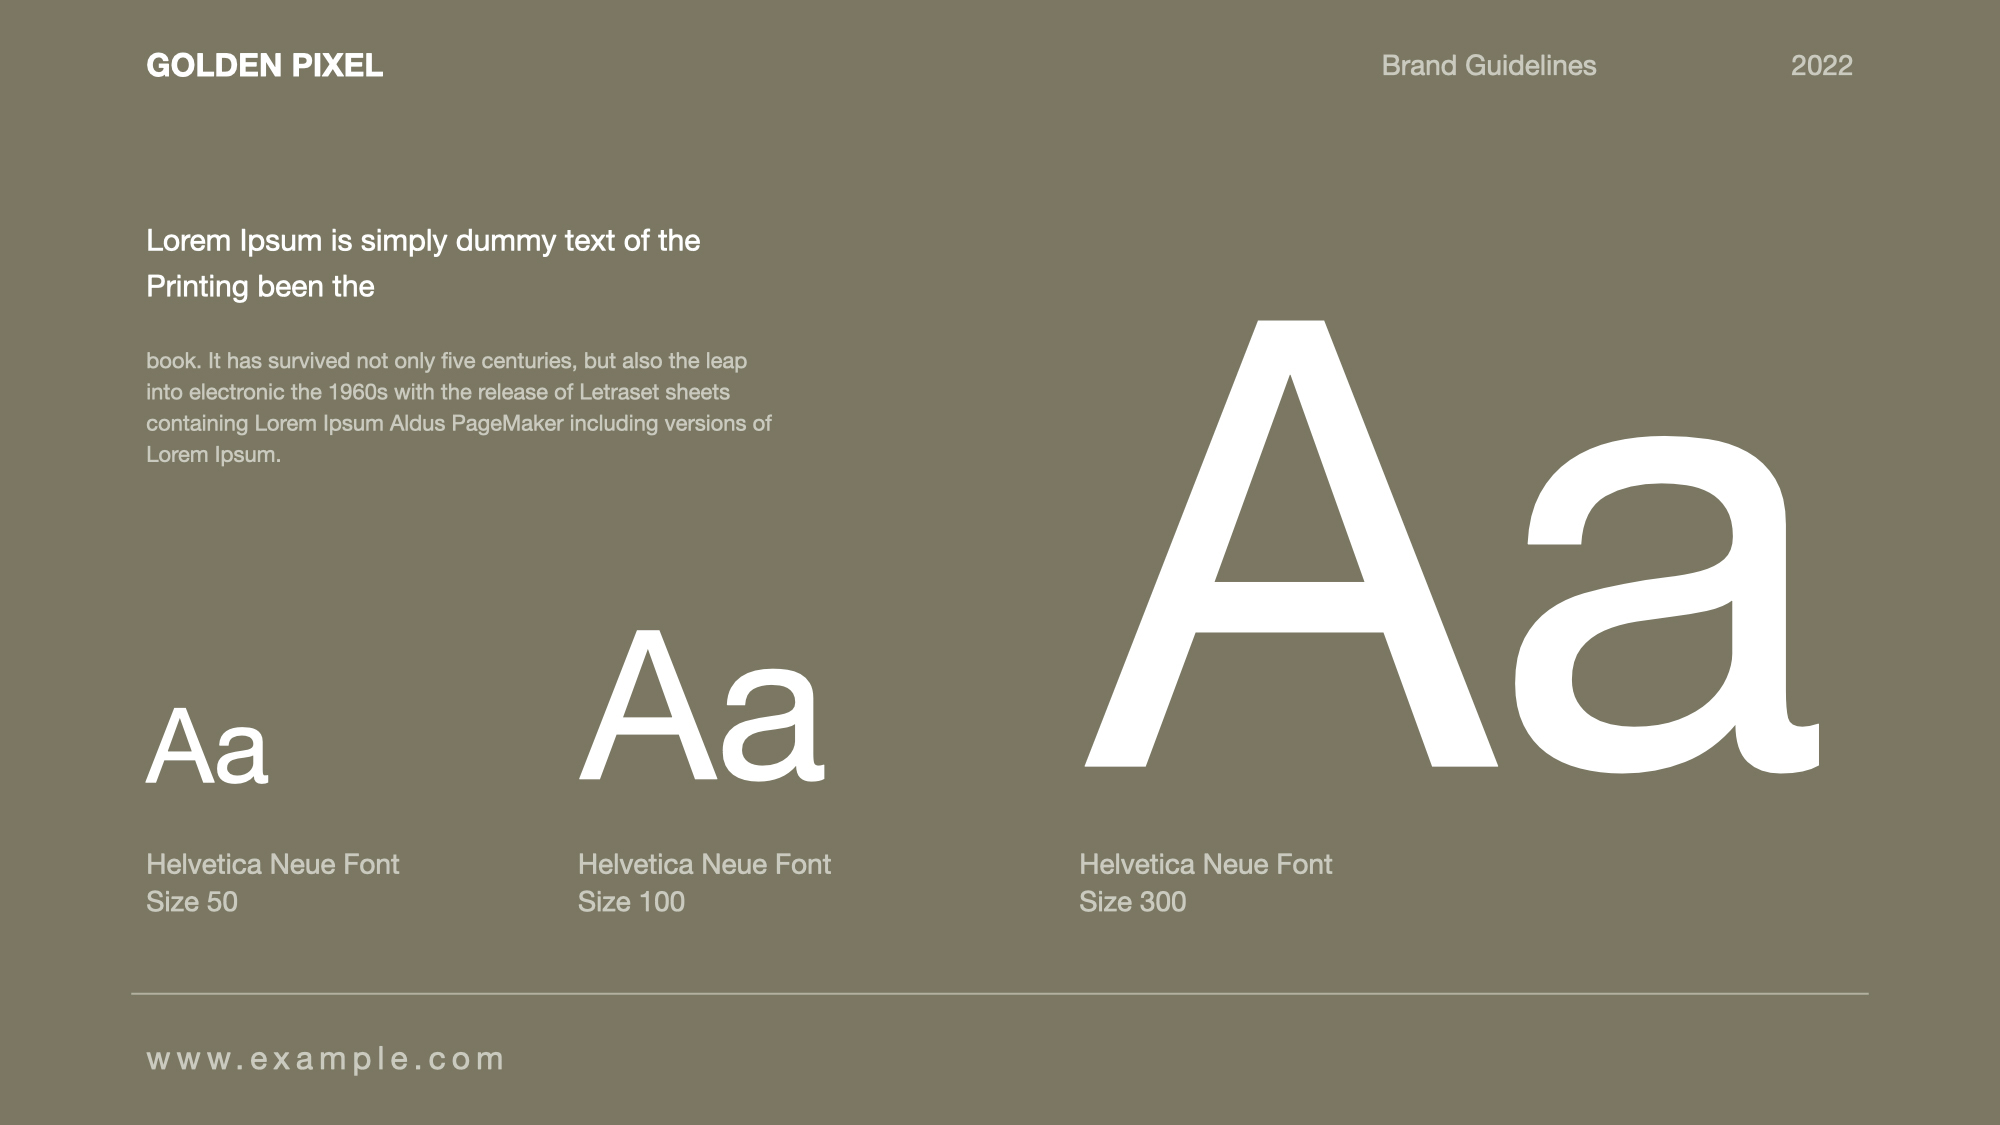 GOLDEN PIXEL
Brand Guidelines
2022
Lorem Ipsum is simply dummy text of the
Printing been the
book. It has survived not only five centuries, but also the leap
into electronic the 1960s with the release of Letraset sheets
containing Lorem Ipsum Aldus PageMaker including versions of
Lorem Ipsum.
Aa
Helvetica Neue Font
Size 50
Aa
Helvetica Neue Font
Size 100
Aa
Helvetica Neue Font
Size 300
www.example.com